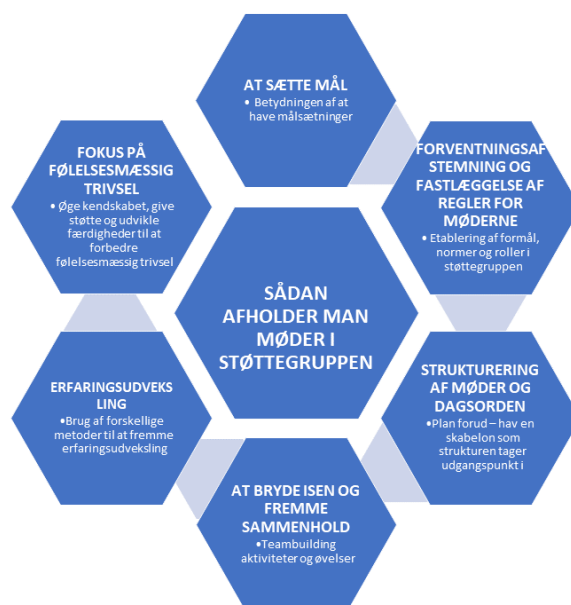 AT SÆTTE MÅL
• Betydningen af at
have målsætninger
FORVENTNINGSAF
STEMNING OG
FASTLÆGGELSE AF
REGLER FOR
MØDERNE
• Etablering af formål,
normer og roller i
støttegruppen
STRUKTURERING
AF MØDER OG
DAGSORDEN
•Plan forud – hav en
skabelon som
strukturen tager
udgangspunkt i
AT BRYDE ISEN OG
FREMME
SAMMENHOLD
•Teambuilding
aktiviteter og øvelser
ERFARINGSUDVEKS
LING
•Brug af forskellige
metoder til at fremme
erfaringsudveksling
FOKUS PÅ
FØLELSESMÆSSIG
TRIVSEL
• Øge kendskabet, give
støtte og udvikle
færdigheder til at
forbedre
følelsesmæssig trivsel
SÅDAN
AFHOLDER MAN
MØDER I
STØTTEGRUPPEN